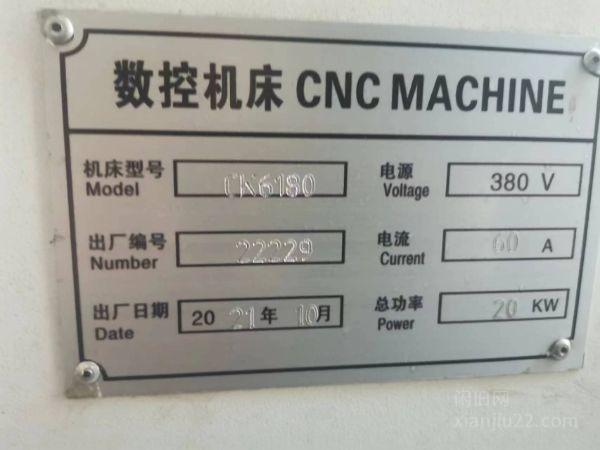 数控机床 CNC MACHINE
机床型号 CK6180 电源 380 V
Model Voltage
出厂编号 22229 电流 60 A
Number Current
出厂日期 20 21 年 10 月 总功率 20 KW
Date Power
闲旧网
xianjiu22.com